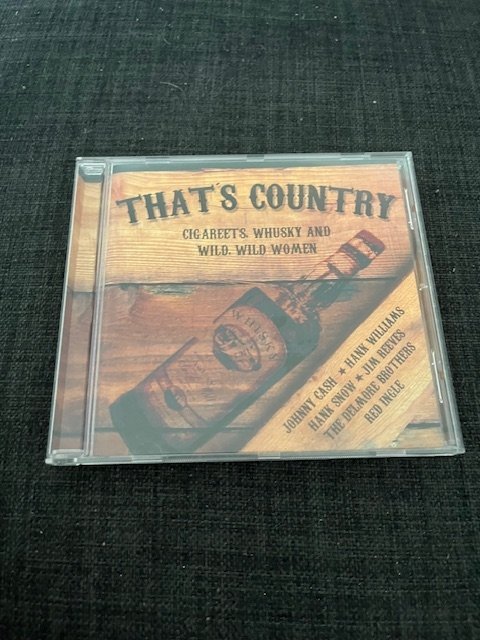 THAT'S COUNTRY
CIGAREETS, WHUSKY AND
WILD, WILD WOMEN
WHISKY
JOHNNY CASH ★ HANK WILLIAMS
HANK SNOW ★ JIM REEVES
THE DELMORE BROTHERS
RED INGLE